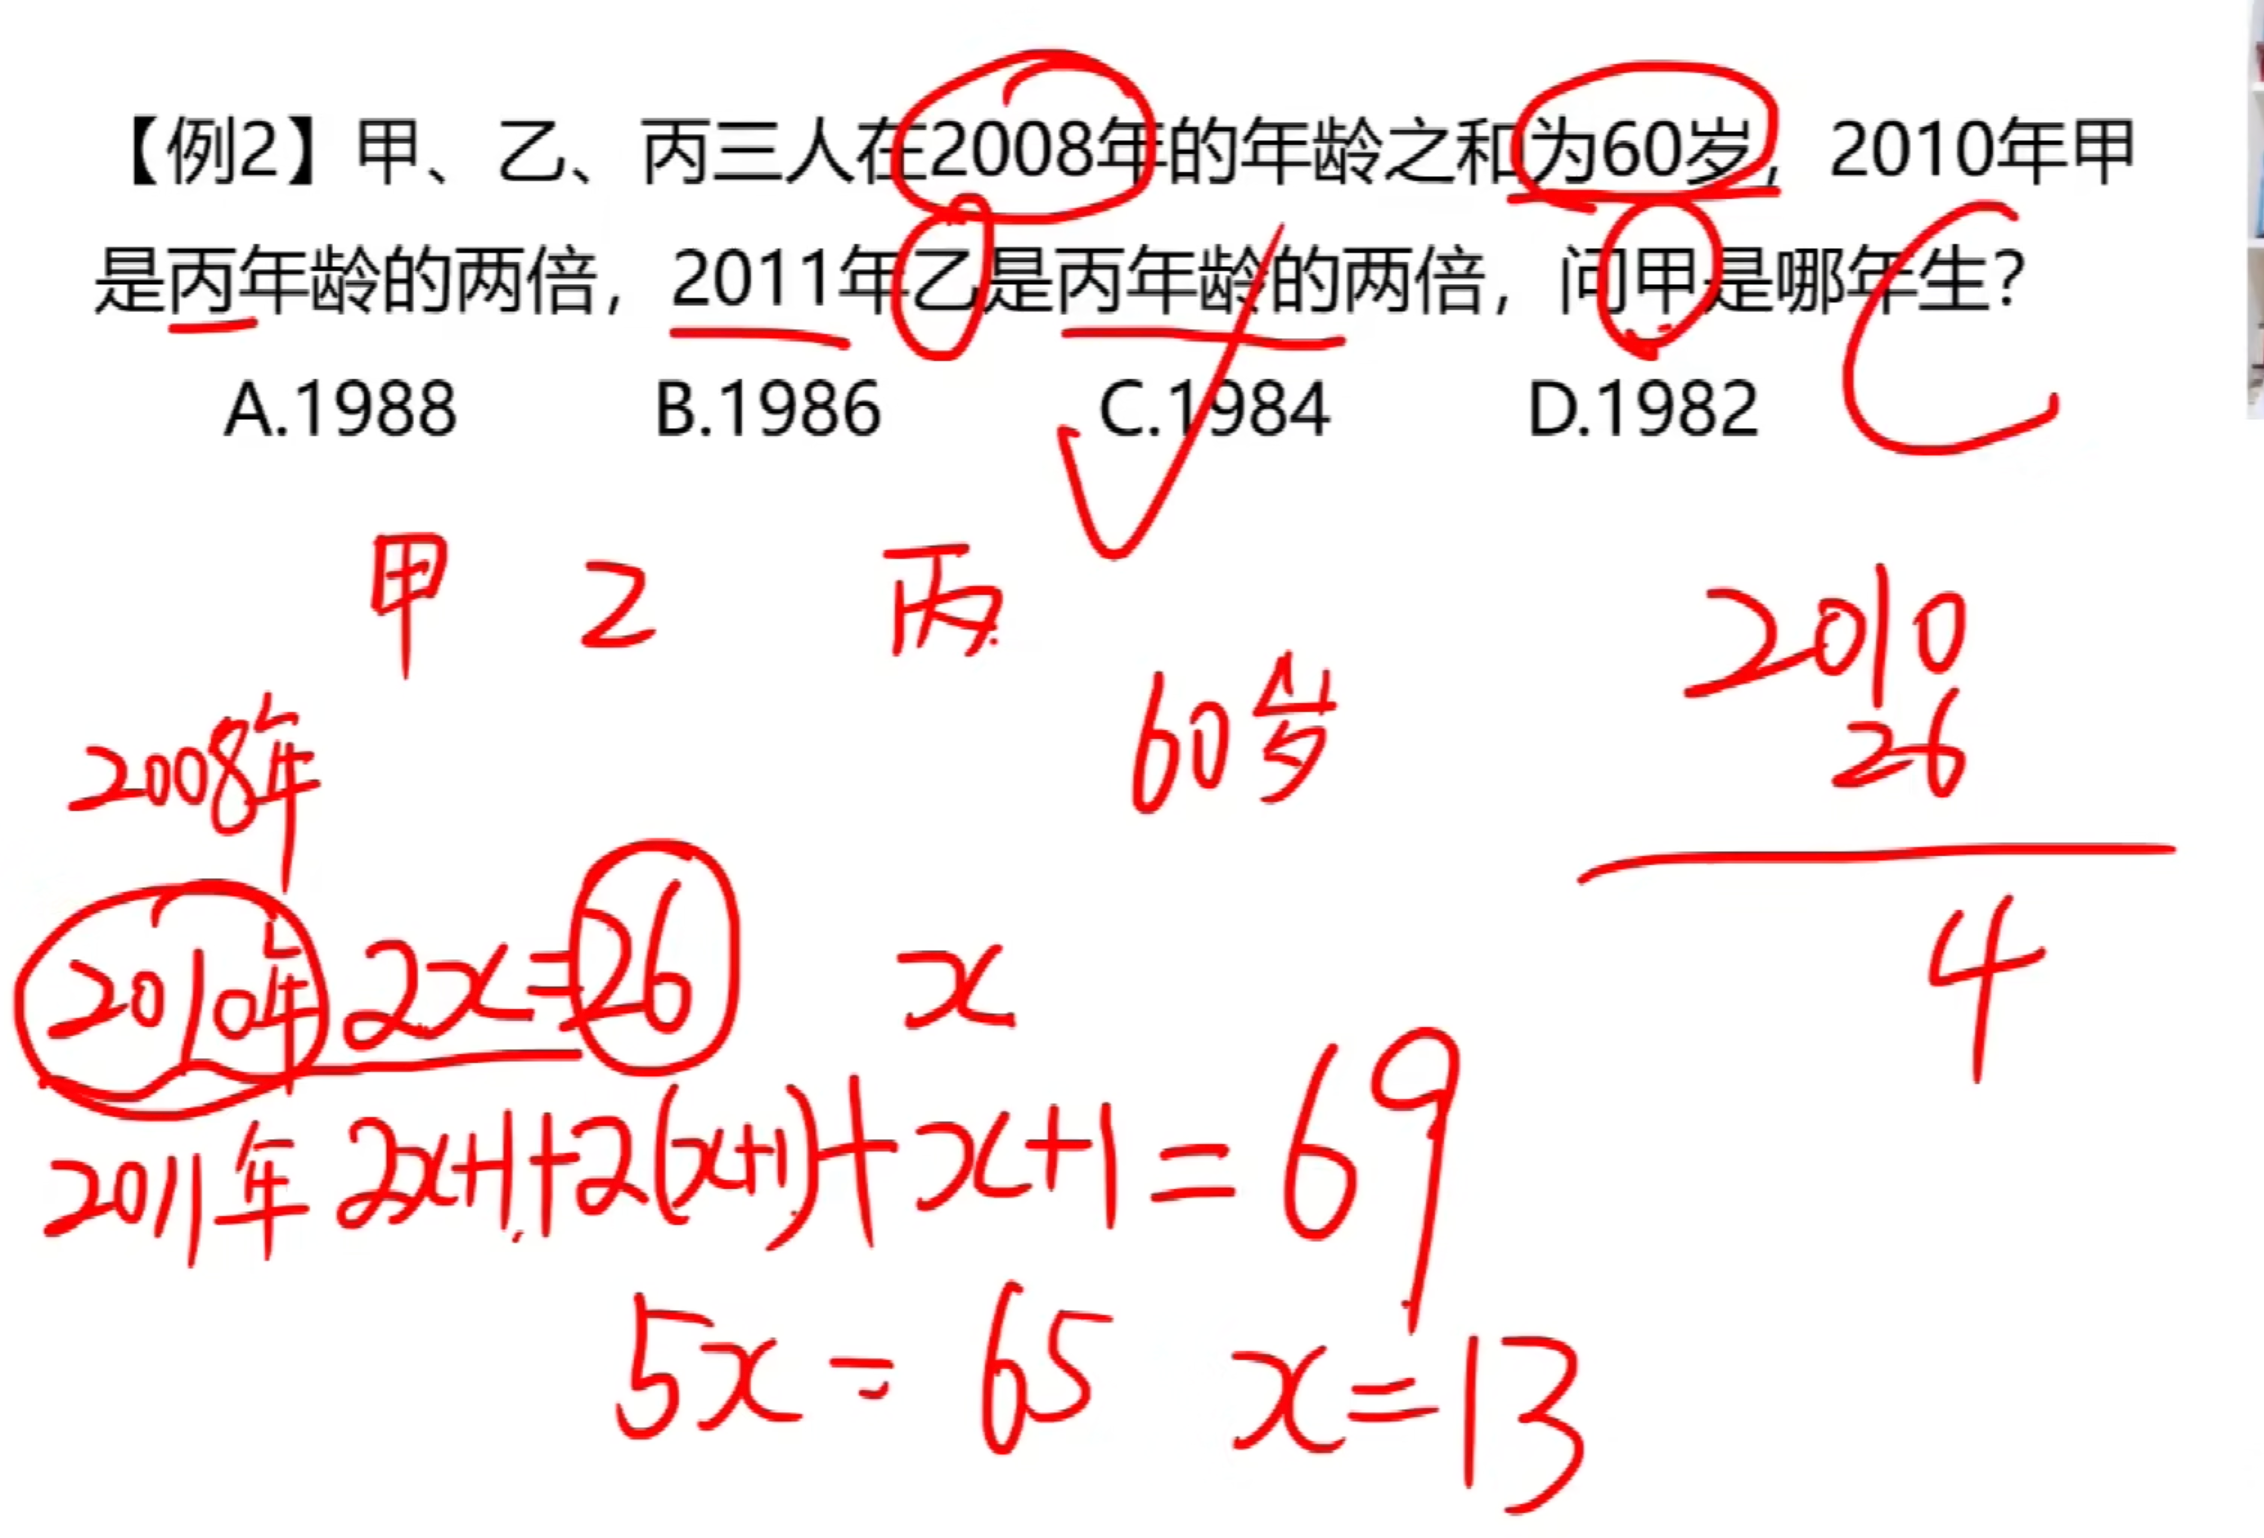 【例2】甲、乙、丙三人在2008年的年龄之和为60岁，2010年甲
是丙年龄的两倍，2011年乙是丙年龄的两倍，问甲是哪年生？
A.1988 B.1986 C.1984 D.1982
C
甲 乙 丙
2008年 60岁
2010年 2x=26 x
2011年 2x+1+2(x+1)+x+1=69
5x=65 x=13
2010
26
4